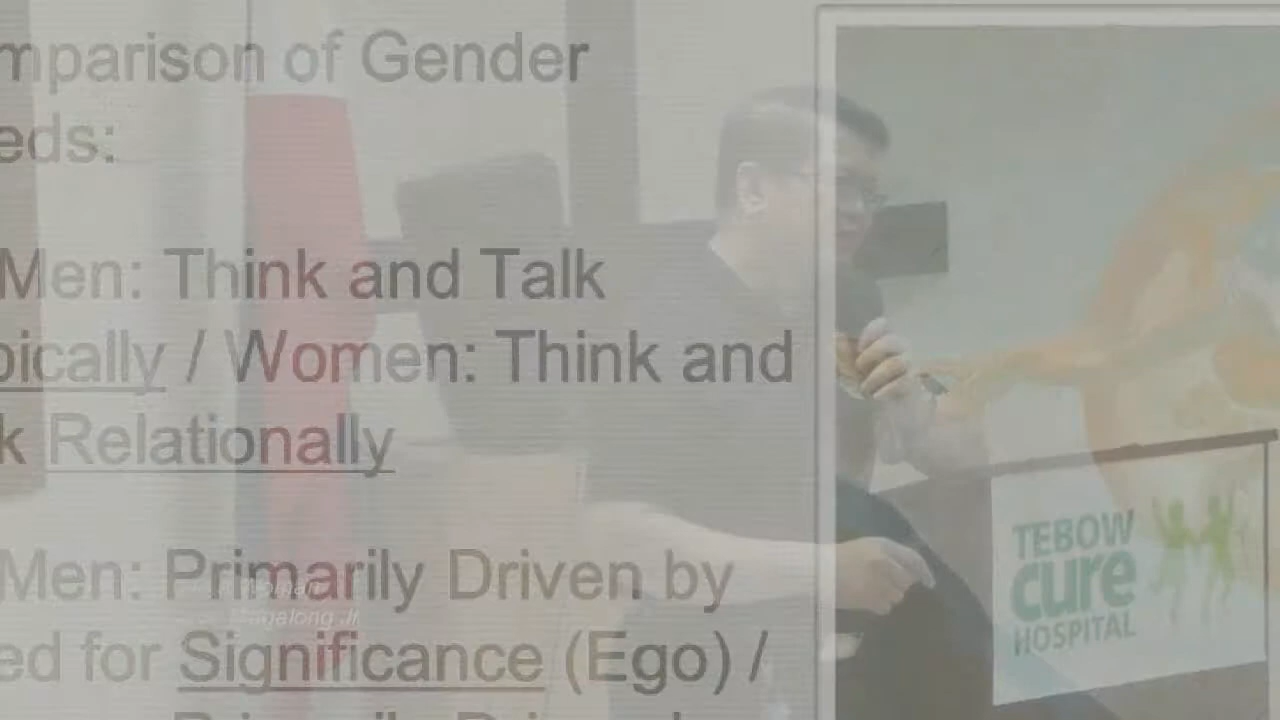 mparison of Gender
eds:
Men: Think and Talk
pically / Women: Think and
k Relationally
Men: Primarily Driven by
ed for Significance (Ego) /
TEBOW
cure
HOSPITAL